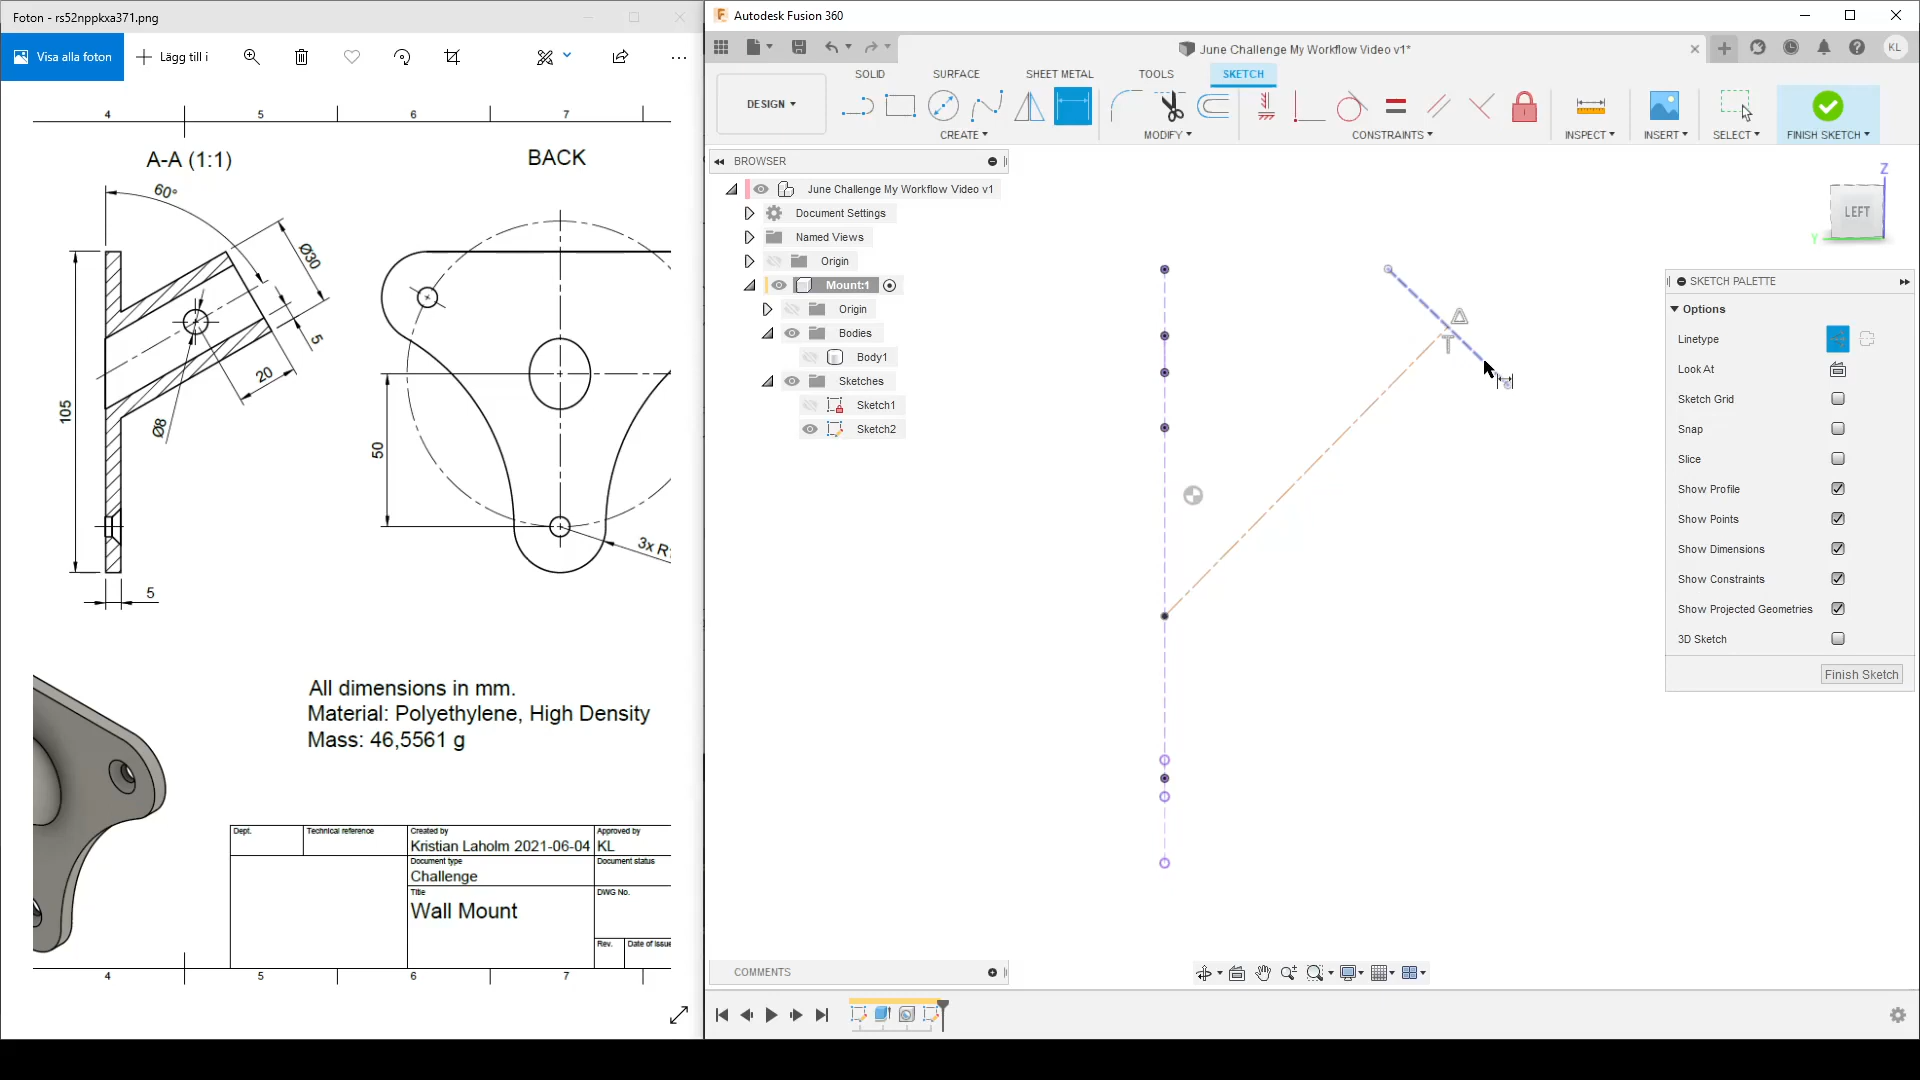 Foton - rs52nppkxa371.png
Visa alla foton
Lägg till i
4
5
6
7
A-A (1:1)
BACK
60°
Ø30
5
20
Ø8
105
50
5
3x R
All dimensions in mm.
Material: Polyethylene, High Density
Mass: 46,5561 g
Dept.
Technical reference
Created by
Kristian Laholm 2021-06-04
Approved by
KL
Document type
Challenge
Document status
Title
Wall Mount
DWG No.
Rev.
Date of issue
4
5
6
7
Autodesk Fusion 360
June Challenge My Workflow Video v1*
KL
DESIGN
SOLID
SURFACE
SHEET METAL
TOOLS
SKETCH
CREATE
MODIFY
CONSTRAINTS
INSPECT
INSERT
SELECT
FINISH SKETCH
BROWSER
June Challenge My Workflow Video v1
Document Settings
Named Views
Origin
Mount:1
Origin
Bodies
Body1
Sketches
Sketch1
Sketch2
Z
LEFT
Y
SKETCH PALETTE
Options
Linetype
Look At
Sketch Grid
Snap
Slice
Show Profile
Show Points
Show Dimensions
Show Constraints
Show Projected Geometries
3D Sketch
Finish Sketch
COMMENTS